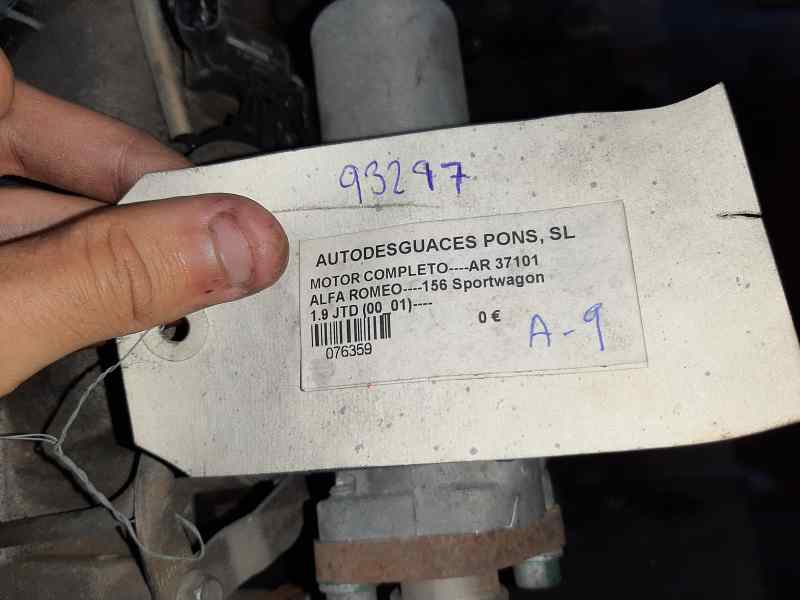 93297
AUTODESGUACES PONS, SL
MOTOR COMPLETO----AR 37101
ALFA ROMEO----156 Sportwagon
1.9 JTD (00_01)----
0 €
A-9
076359